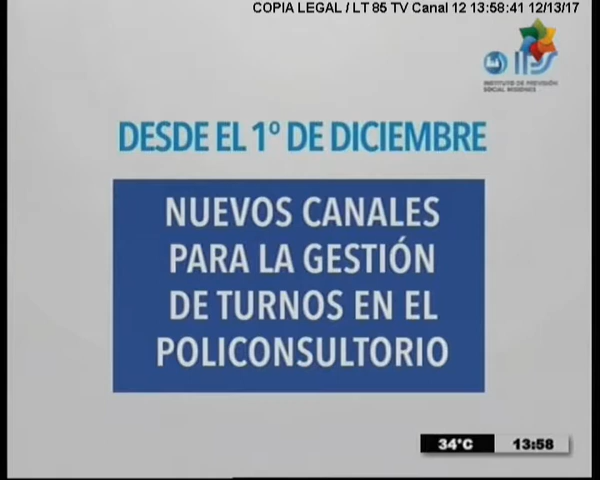 COPIA LEGAL / LT 85 TV Canal 12 13:58:41 12/13/17
IPS
INSTITUTO DE PREVISIÓN
SOCIAL MISIONES
DESDE EL 1º DE DICIEMBRE
NUEVOS CANALES
PARA LA GESTIÓN
DE TURNOS EN EL
POLICONSULTORIO
34°C 13:58